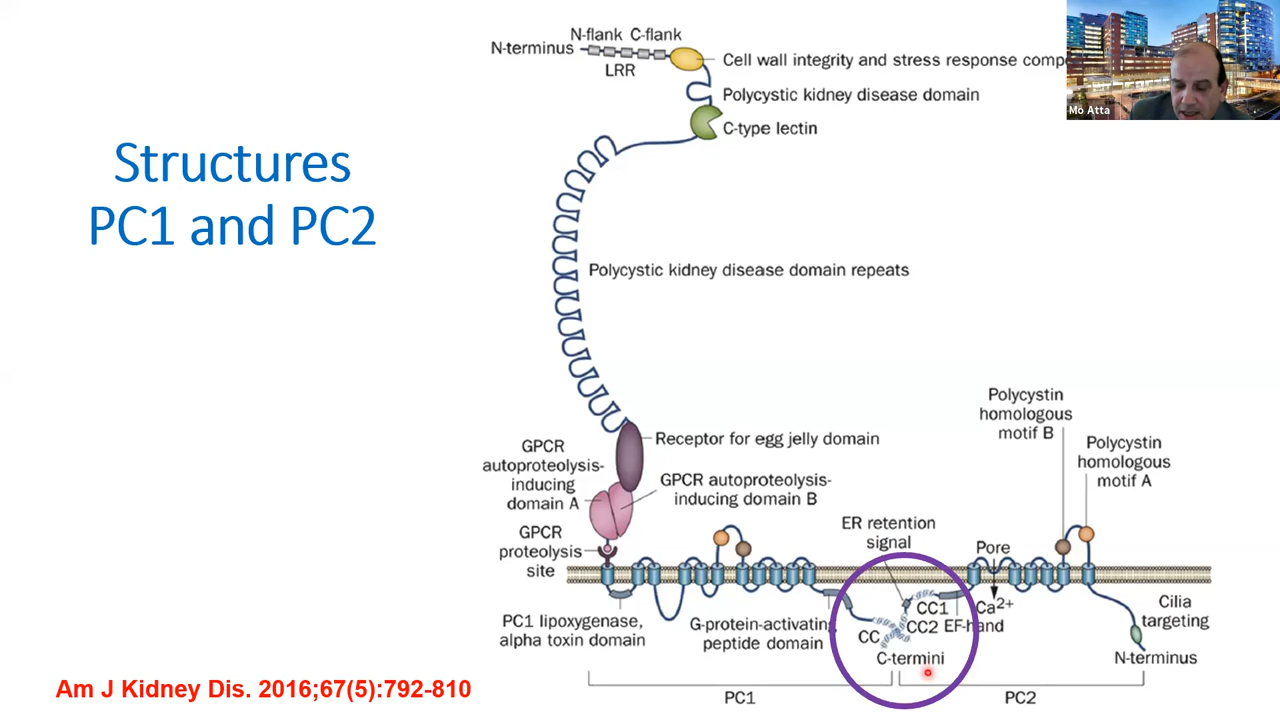 Structures
PC1 and PC2
N-flank C-flank
N-terminus
LRR
Cell wall integrity and stress response comp
Polycystic kidney disease domain
C-type lectin
Polycystic kidney disease domain repeats
Receptor for egg jelly domain
GPCR
autoproteolysis-
inducing
domain A
GPCR autoproteolysis-
inducing domain B
GPCR
proteolysis
site
ER retention
signal
Polycystin
homologous
motif B
Polycystin
homologous
motif A
Pore
Ca2+
PC1 lipoxygenase,
alpha toxin domain
G-protein-activating
peptide domain
CC
CC1
CC2
EF-hand
C-termini
Cilia
targeting
N-terminus
PC1
PC2
Am J Kidney Dis. 2016;67(5):792-810
Mo Atta